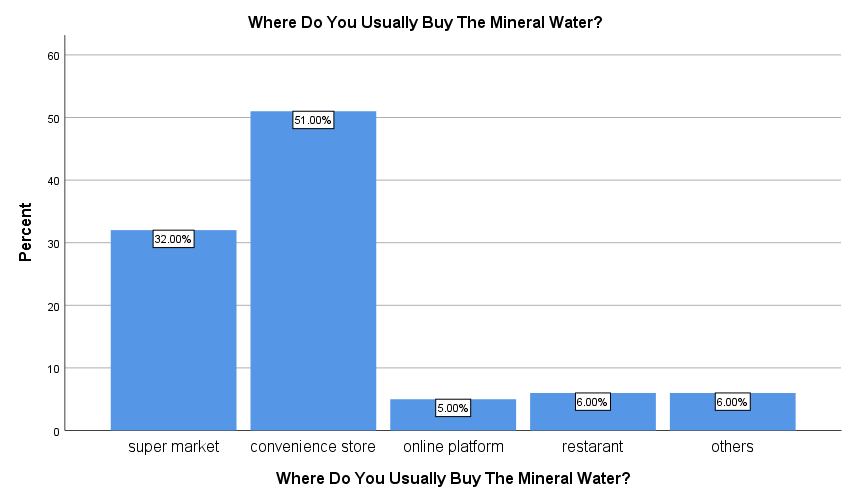 Where Do You Usually Buy The Mineral Water?
60
50
40
30
20
10
0
Percent
32.00%
51.00%
5.00%
6.00%
6.00%
super market
convenience store
online platform
restarant
others
Where Do You Usually Buy The Mineral Water?